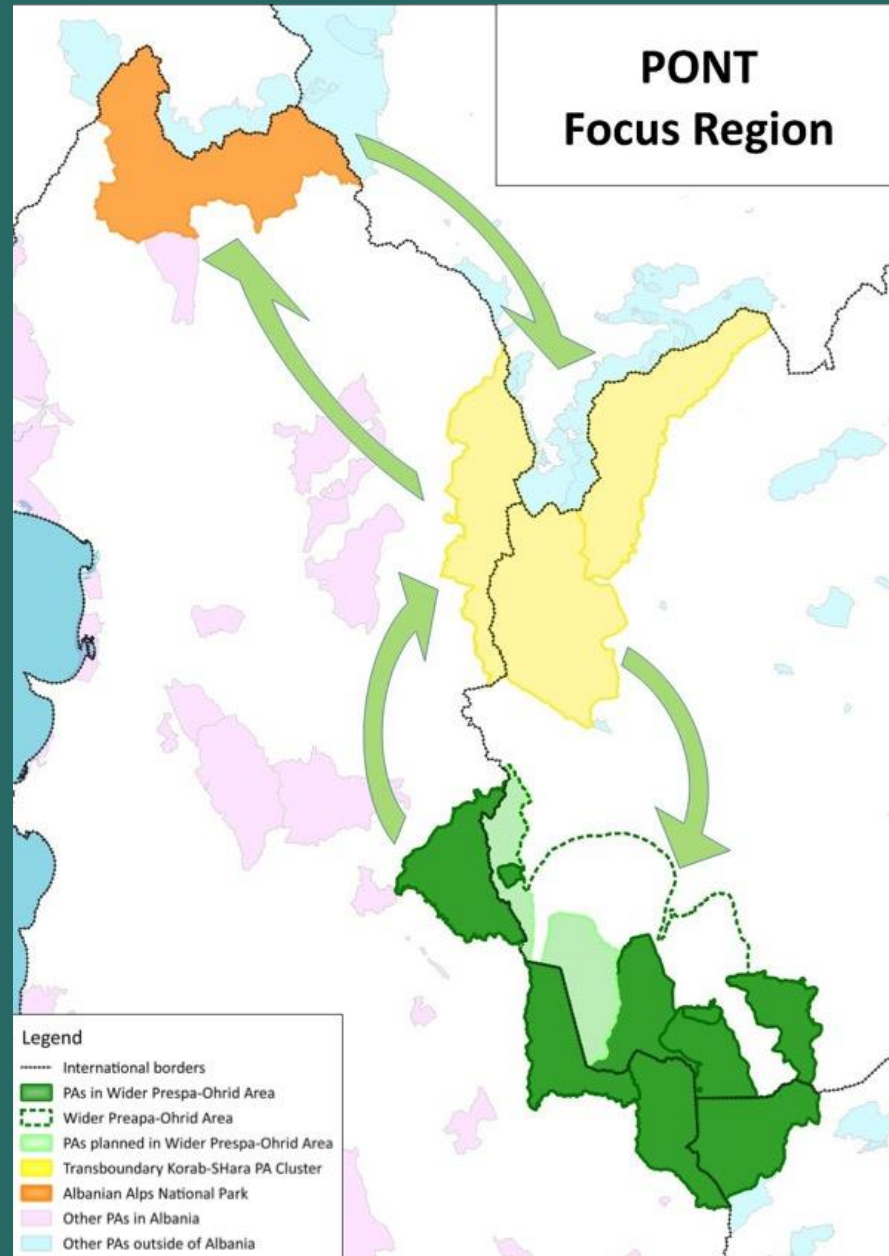 PONT
Focus Region
Legend
International borders
PAs in Wider Prespa-Ohrid Area
Wider Preapa-Ohrid Area
PAs planned in Wider Prespa-Ohrid Area
Transboundary Korab-SHara PA Cluster
Albanian Alps National Park
Other PAs in Albania
Other PAs outside of Albania